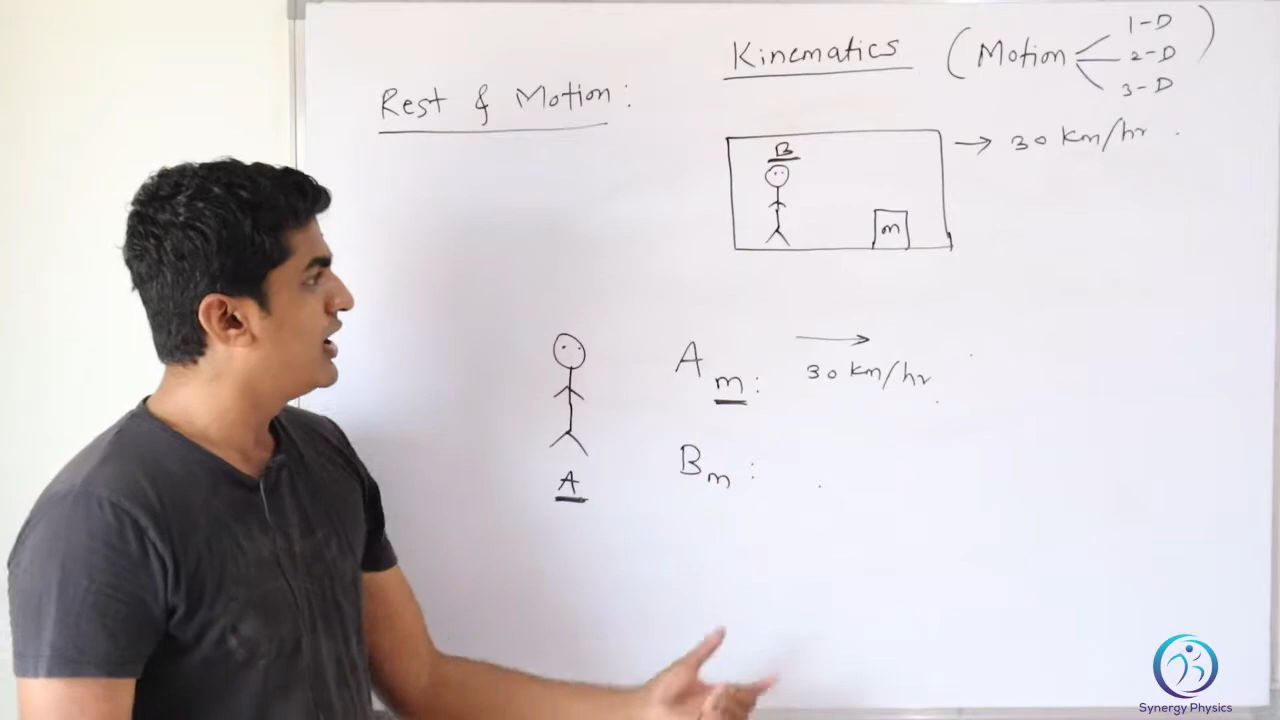 Kinematics (Motion 1-D
2-D
3-D)
Rest & Motion:
→ 30 km/hr
B
m
A m: → 30 km/hr
B m:
A
Synergy Physics